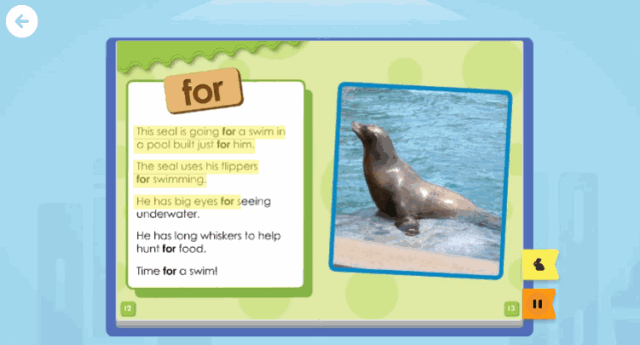 for
This seal is going for a swim in
a pool built just for him.
The seal uses his flippers
for swimming.
He has big eyes for seeing
underwater.
He has long whiskers to help
hunt for food.
Time for a swim!
12
13